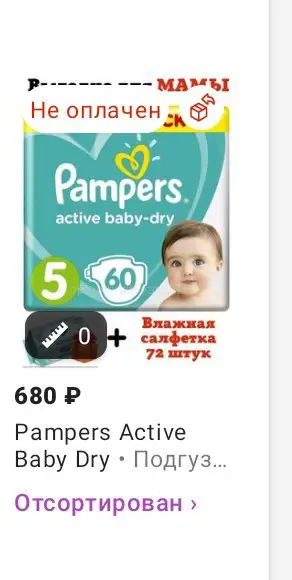 МАМЫ
Не оплачен
Pampers
active baby-dry
5
60
0
+
Влажная
салфетка
72 штук
680 ₽
Pampers Active
Baby Dry • Подгуз...
Отсортирован ›